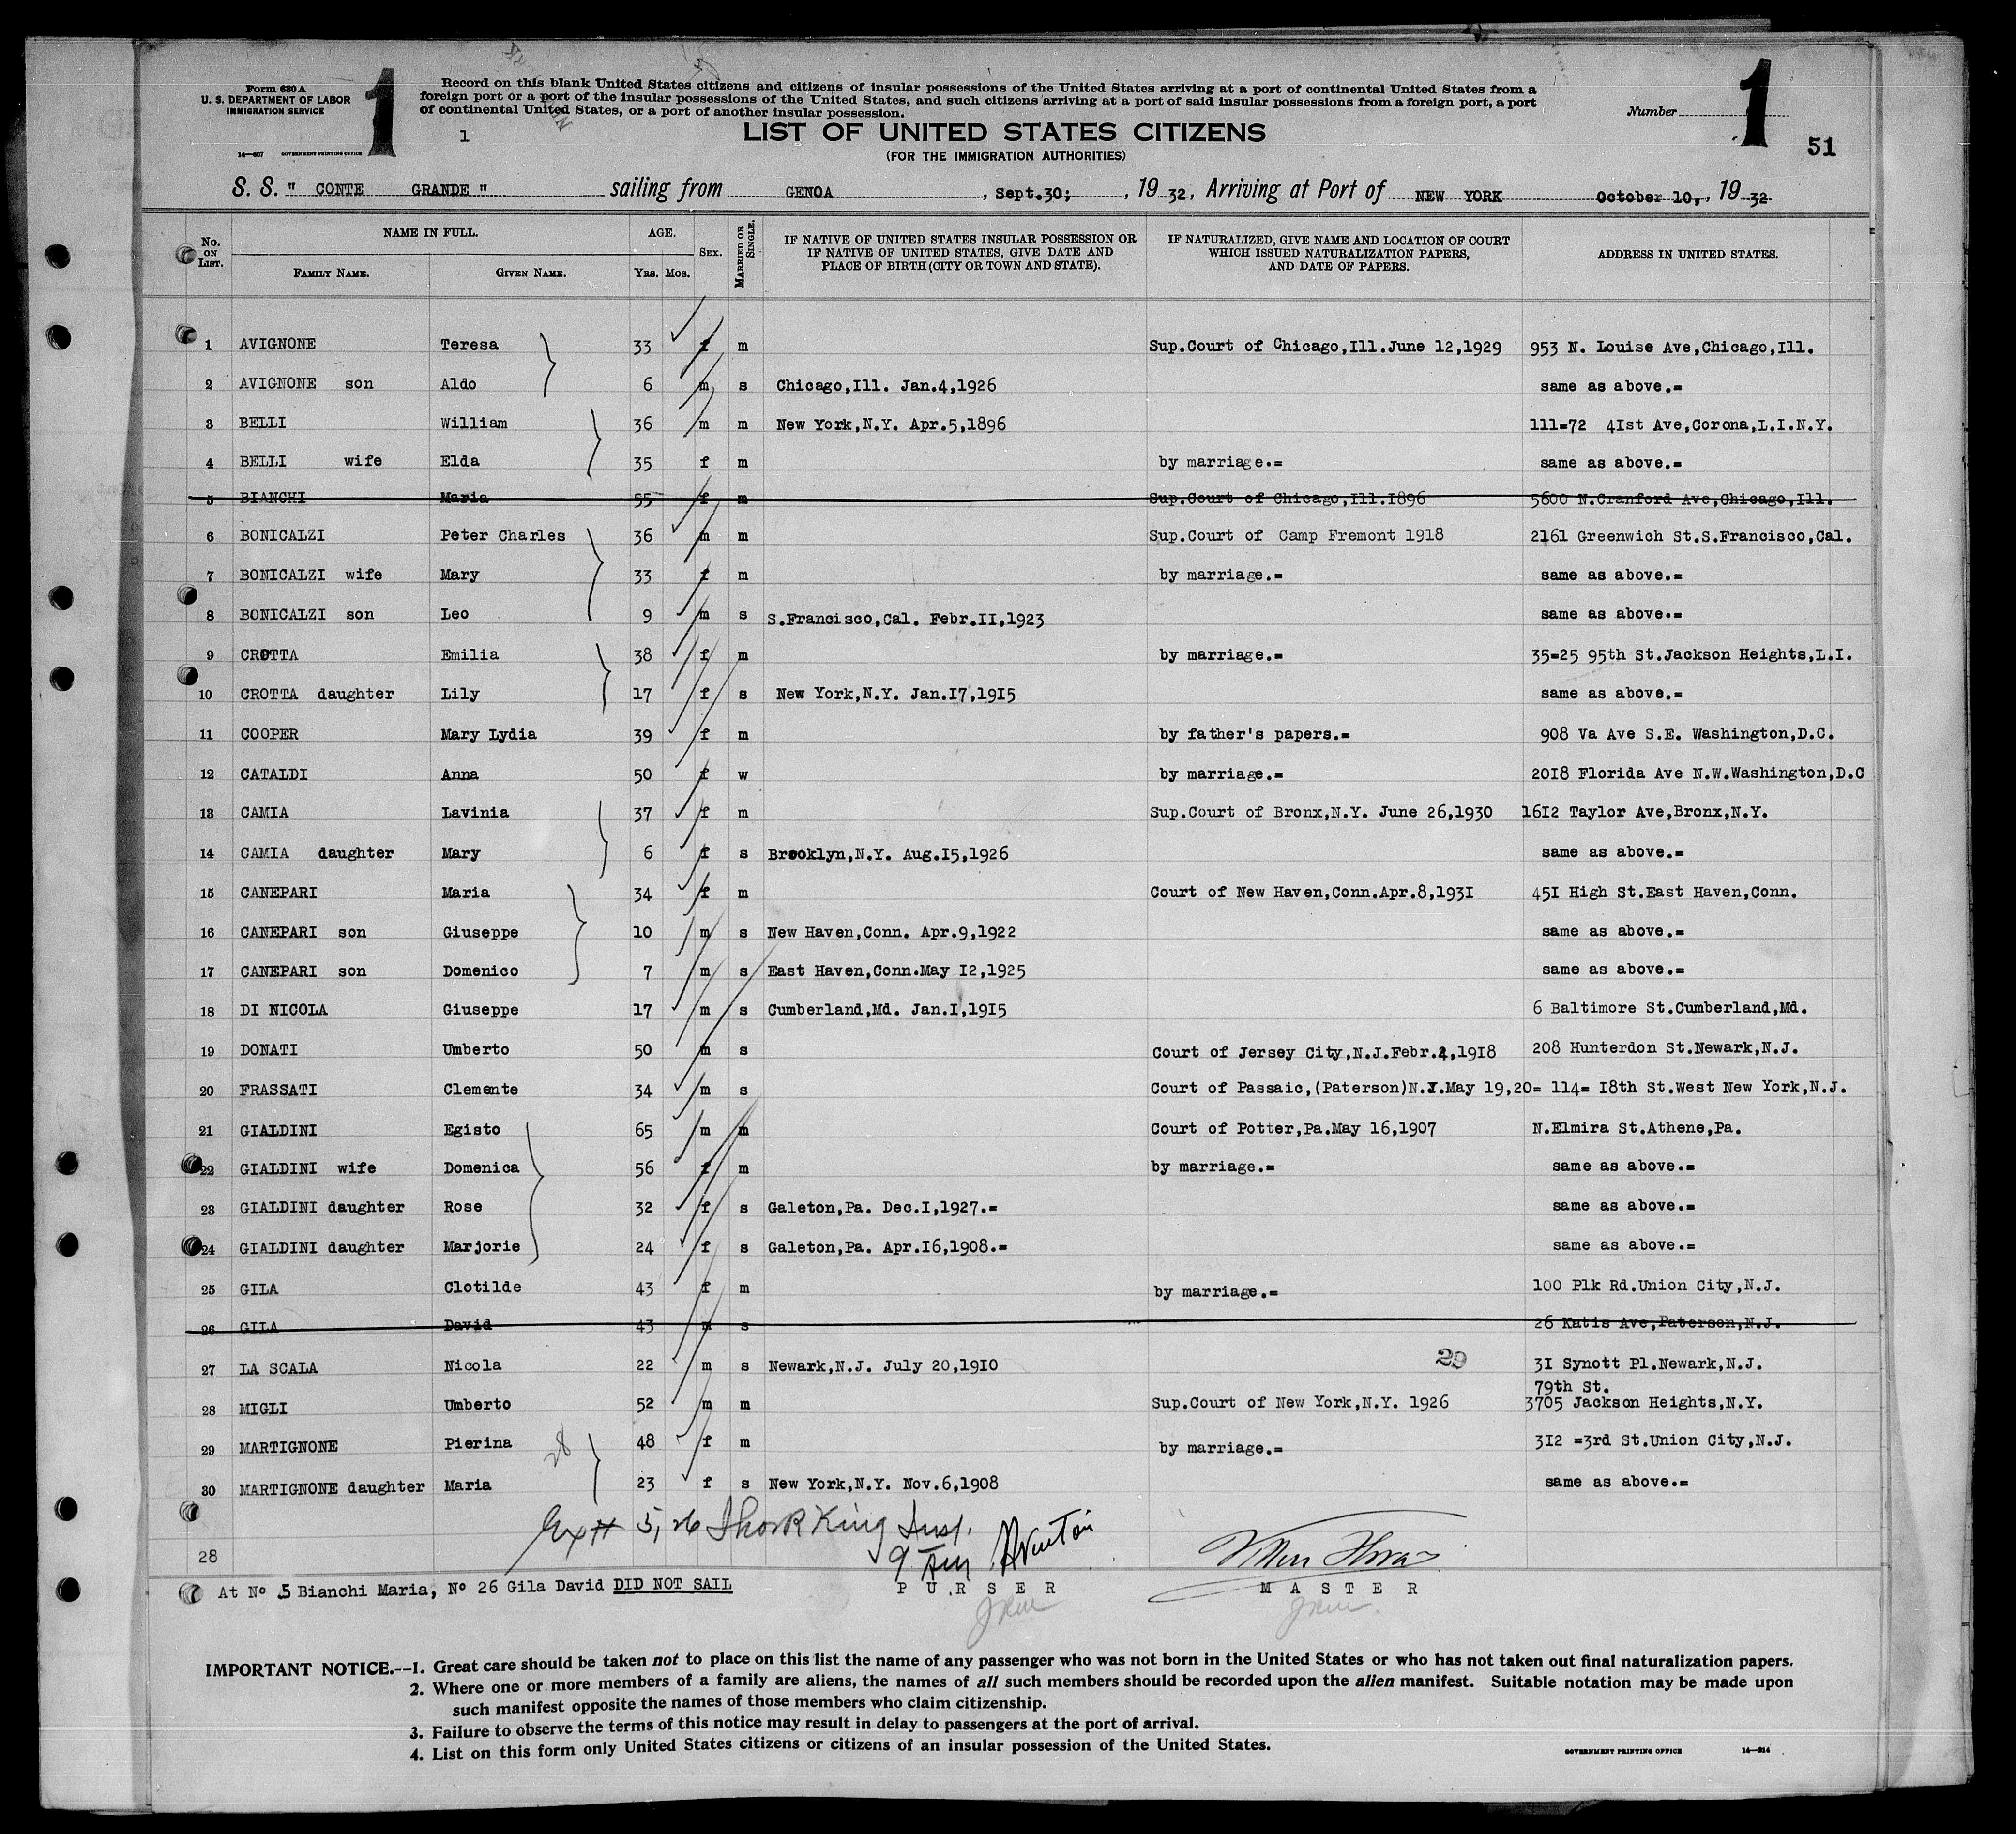 Form 630 A
U. S. DEPARTMENT OF LABOR
IMMIGRATION SERVICE
14—607 GOVERNMENT PRINTING OFFICE
1
1
Record on this blank United States citizens and citizens of insular possessions of the United States arriving at a port of continental United States from a
foreign port or a port of the insular possessions of the United States, and such citizens arriving at a port of said insular possessions from a foreign port, a port
of continental United States, or a port of another insular possession.
Number 1
51
LIST OF UNITED STATES CITIZENS
(FOR THE IMMIGRATION AUTHORITIES)
S. S. " CONTE GRANDE " sailing from GENOA, Sept.30;, 19 32, Arriving at Port of NEW YORK October 10,, 19 32
No. ON LIST. NAME IN FULL. FAMILY NAME. GIVEN NAME. AGE. YRS. MOS. SEX. MARRIED OR SINGLE. IF NATIVE OF UNITED STATES INSULAR POSSESSION OR IF NATIVE OF UNITED STATES, GIVE DATE AND PLACE OF BIRTH (CITY OR TOWN AND STATE). IF NATURALIZED, GIVE NAME AND LOCATION OF COURT WHICH ISSUED NATURALIZATION PAPERS, AND DATE OF PAPERS. ADDRESS IN UNITED STATES.
1 AVIGNONE Teresa 33 f m Sup.Court of Chicago,Ill.June 12,1929 953 N. Louise Ave,Chicago,Ill.
2 AVIGNONE son Aldo 6 m s Chicago,Ill. Jan.4,1926 same as above.=
3 BELLI William 36 m m New York,N.Y. Apr.5,1896 111=72 41st Ave,Corona,L.I.N.Y.
4 BELLI wife Elda 35 f m by marriage.= same as above.=
5 BIANCHI Maria 55 f m Sup.Court of Chicago,Ill.I896 5600 N.Cranford Ave,Chicago,Ill.
6 BONICALZI Peter Charles 36 m m Sup.Court of Camp Fremont 1918 2161 Greenwich St.S.Francisco,Cal.
7 BONICALZI wife Mary 33 f m by marriage.= same as above.=
8 BONICALZI son Leo 9 m s S.Francisco,Cal. Febr.II,1923 same as above.=
9 CROTTA Emilia 38 f m by marriage.= 35=25 95th St.Jackson Heights,L.I.
10 CROTTA daughter Lily 17 f s New York,N.Y. Jan.I7,19I5 same as above.=
11 COOPER Mary Lydia 39 f m by father's papers.= 908 Va Ave S.E. Washington,D.C.
12 CATALDI Anna 50 f w by marriage.= 20I8 Florida Ave N.W.Washington,D.C
13 CAMIA Lavinia 37 f m Sup.Court of Bronx,N.Y. June 26,1930 16I2 Taylor Ave,Bronx,N.Y.
14 CAMIA daughter Mary 6 f s Brooklyn,N.Y. Aug.I5,1926 same as above.=
15 CANEPARI Maria 34 f m Court of New Haven,Conn.Apr.8,193I 45I High St.East Haven,Conn.
16 CANEPARI son Giuseppe 10 m s New Haven,Conn. Apr.9,1922 same as above.=
17 CANEPARI son Domenico 7 m s East Haven,Conn.May I2,1925 same as above.=
18 DI NICOLA Giuseppe 17 m s Cumberland,Md. Jan.I,19I5 6 Baltimore St.Cumberland,Md.
19 DONATI Umberto 50 m s Court of Jersey City,N.J.Febr.2,19I8 208 Hunterdon St.Newark,N.J.
20 FRASSATI Clemente 34 m s Court of Passaic,(Paterson)N.J.May 19,20= 114= I8th St.West New York,N.J.
21 GIALDINI Egisto 65 m m Court of Potter,Pa.May 16,1907 N.Elmira St.Athene,Pa.
22 GIALDINI wife Domenica 56 f m by marriage.= same as above.=
23 GIALDINI daughter Rose 32 f s Galeton,Pa. Dec.I,1927.= same as above.=
24 GIALDINI daughter Marjorie 24 f s Galeton,Pa. Apr.I6,1908.= same as above.=
25 GILA Clotilde 43 f m by marriage.= 100 Plk Rd.Union City,N.J.
26 GILA David 43 m s 26 Katis Ave,Paterson,N.J.
27 LA SCALA Nicola 22 m s Newark,N.J. July 20,19I0 29 3I Synott Pl.Newark,N.J.
79th St.
28 MIGLI Umberto 52 m m Sup.Court of New York,N.Y. 1926 3705 Jackson Heights,N.Y.
29 MARTIGNONE Pierina 28 48 f m by marriage.= 3I2 =3rd St.Union City,N.J.
30 MARTIGNONE daughter Maria 23 f s New York,N.Y. Nov.6,1908 same as above.=
5, 26 King Insp.
28
At No 5 Bianchi Maria, No 26 Gila David DID NOT SAIL
PURSER
MASTER
IMPORTANT NOTICE.--1. Great care should be taken not to place on this list the name of any passenger who was not born in the United States or who has not taken out final naturalization papers.
2. Where one or more members of a family are aliens, the names of all such members should be recorded upon the alien manifest. Suitable notation may be made upon
such manifest opposite the names of those members who claim citizenship.
3. Failure to observe the terms of this notice may result in delay to passengers at the port of arrival.
4. List on this form only United States citizens or citizens of an insular possession of the United States.
GOVERNMENT PRINTING OFFICE 14—914